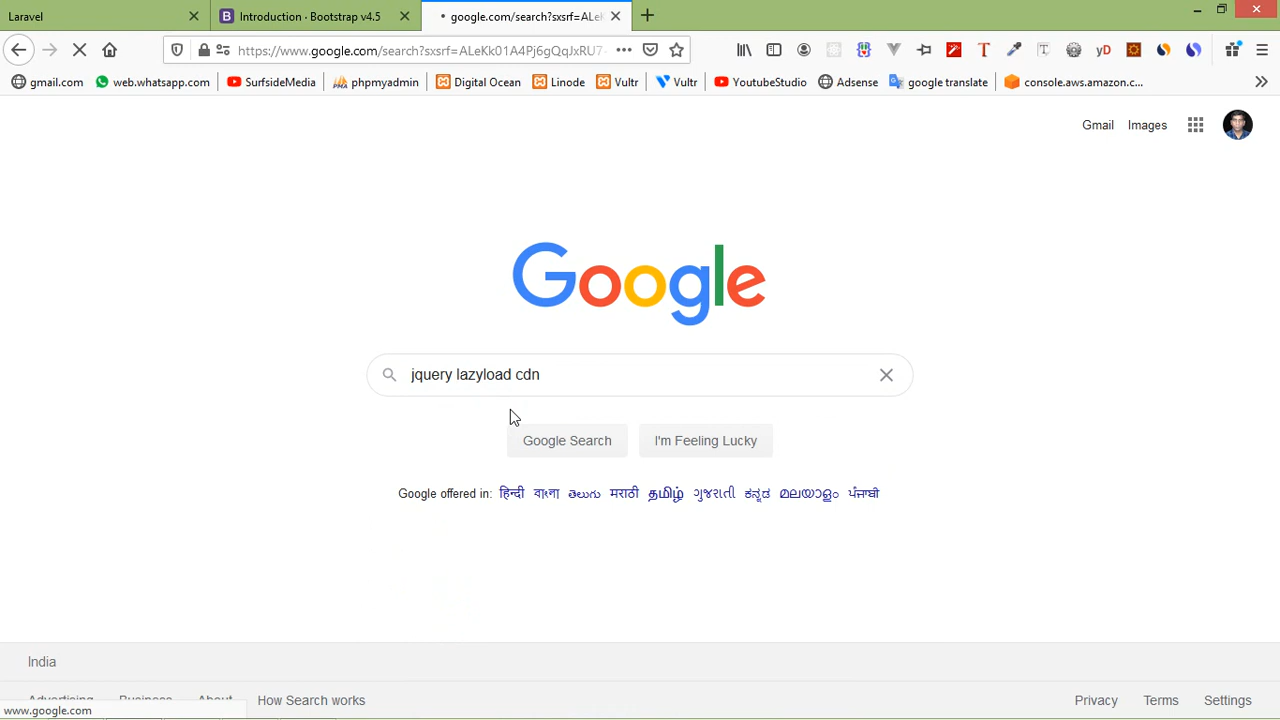 Laravel
Introduction · Bootstrap v4.5
google.com/search?sxsrf=ALeK
https://www.google.com/search?sxsrf=ALeKk01A4Pj6gQqJxRU7-
gmail.com web.whatsapp.com SurfsideMedia phpmyadmin Digital Ocean Linode Vultr Vultr YoutubeStudio Adsense google translate console.aws.amazon.c...
Gmail Images
Google
jquery lazyload cdn
Google Search I'm Feeling Lucky
Google offered in: हिन्दी বাংলা తెలుగు मराठी தமிழ் ગુજરાતી ಕನ್ನಡ മലയാളം ਪੰਜਾਬੀ
India
Advertising Business About How Search works Privacy Terms Settings
www.google.com